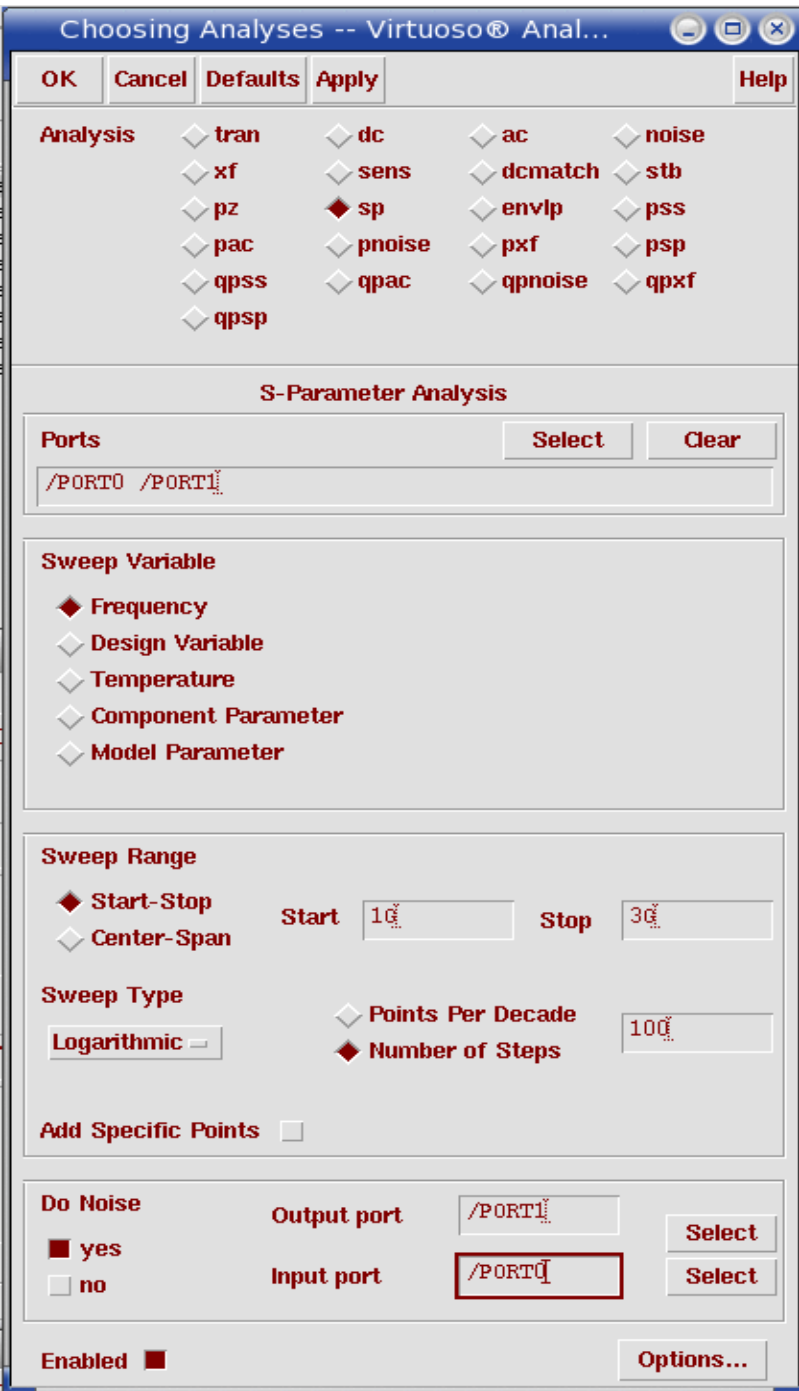 Choosing Analyses -- Virtuoso® Anal...
OK Cancel Defaults Apply Help
Analysis tran dc ac noise
xf sens dcmatch stb
pz sp envlp pss
pac pnoise pxf psp
qpss qpac qpnoise qpxf
qpsp
S-Parameter Analysis
Ports Select Clear
/PORT0 /PORT1
Sweep Variable
Frequency
Design Variable
Temperature
Component Parameter
Model Parameter
Sweep Range
Start-Stop
Center-Span
Start 1G Stop 3G
Sweep Type
Logarithmic
Points Per Decade
Number of Steps
100
Add Specific Points
Do Noise
yes
no
Output port /PORT1 Select
Input port /PORT0 Select
Enabled Options...